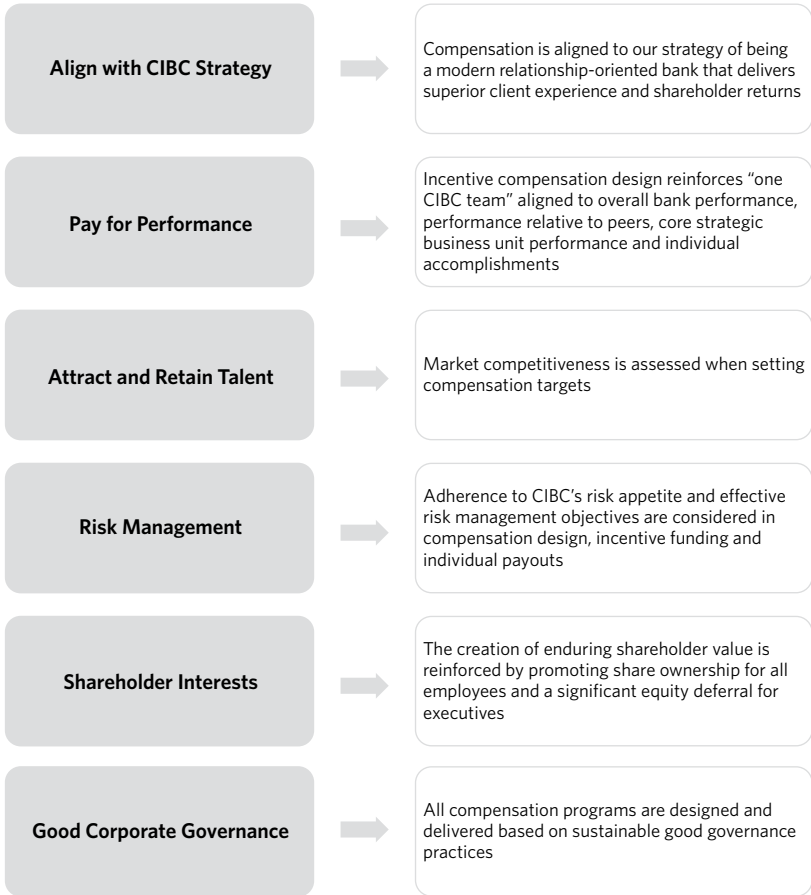 Align with CIBC Strategy
Compensation is aligned to our strategy of being
a modern relationship-oriented bank that delivers
superior client experience and shareholder returns
Pay for Performance
Incentive compensation design reinforces “one
CIBC team” aligned to overall bank performance,
performance relative to peers, core strategic
business unit performance and individual
accomplishments
Attract and Retain Talent
Market competitiveness is assessed when setting
compensation targets
Risk Management
Adherence to CIBC’s risk appetite and effective
risk management objectives are considered in
compensation design, incentive funding and
individual payouts
Shareholder Interests
The creation of enduring shareholder value is
reinforced by promoting share ownership for all
employees and a significant equity deferral for
executives
Good Corporate Governance
All compensation programs are designed and
delivered based on sustainable good governance
practices